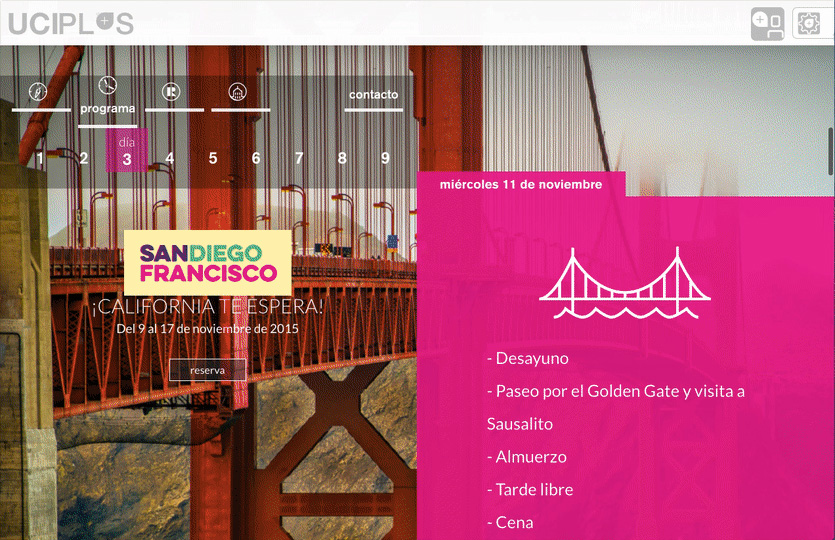 UCIPLUS
programa
contacto
día
1 2 3 4 5 6 7 8 9
miércoles 11 de noviembre
SANDIEGO
FRANCISCO
¡CALIFORNIA TE ESPERA!
Del 9 al 17 de noviembre de 2015
reserva
- Desayuno
- Paseo por el Golden Gate y visita a
Sausalito
- Almuerzo
- Tarde libre
- Cena